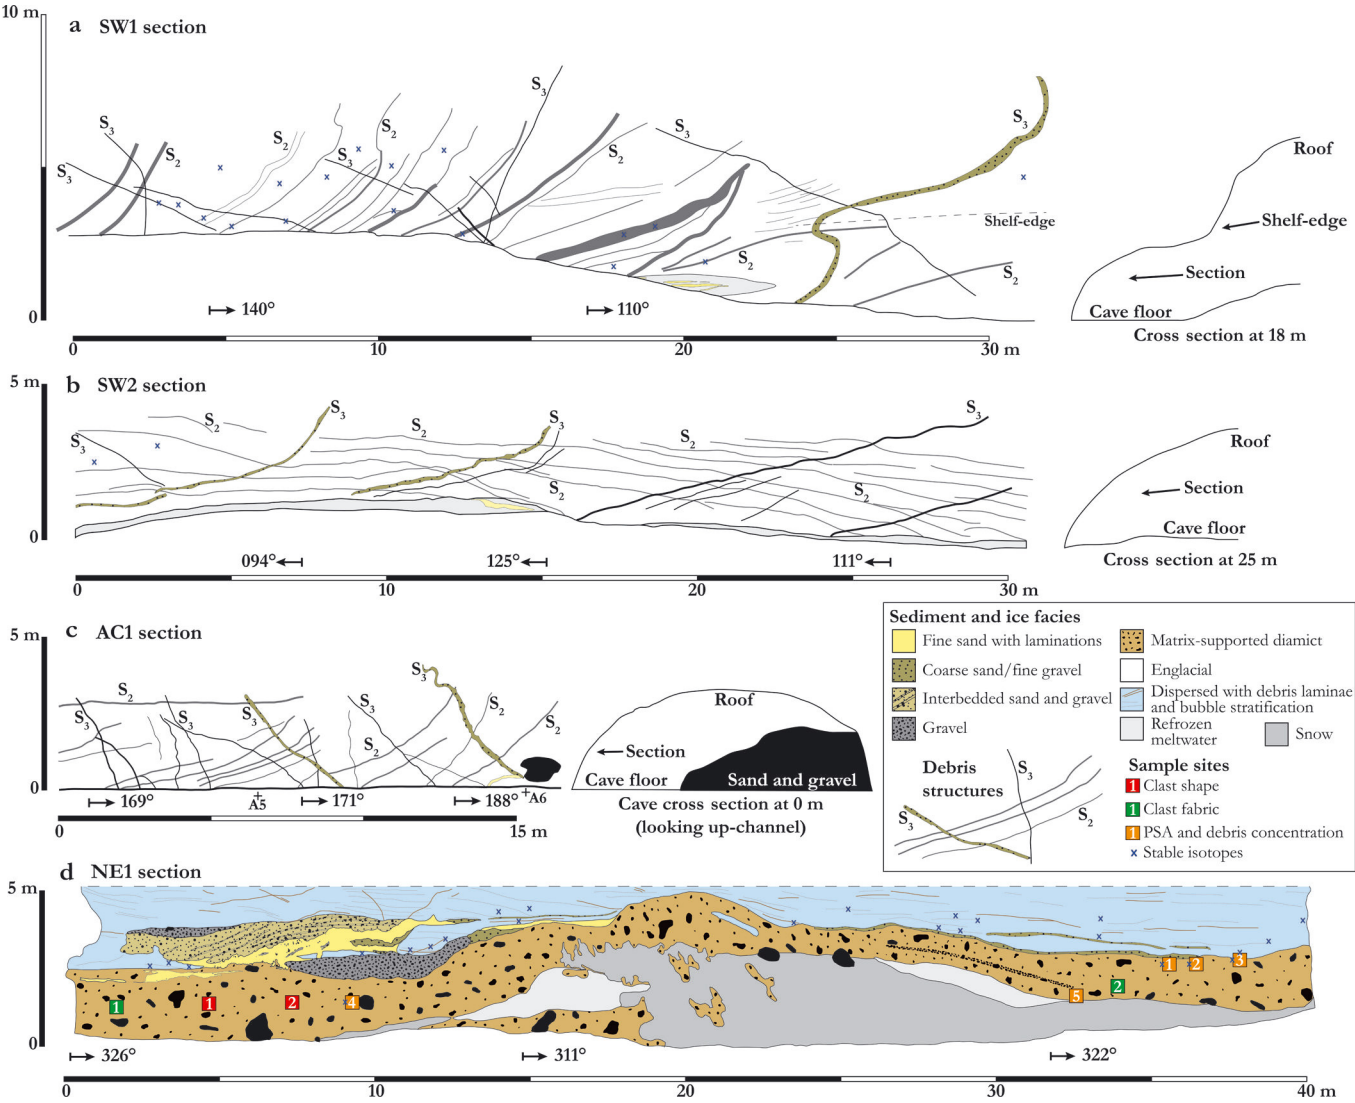 10 m
a SW1 section
S3
S3
S2
S2
S3
S2
S3
S2
S3
S3
S2
S2
Shelf-edge
0
140°
110°
0 10 20 30 m
Roof
Shelf-edge
Section
Cave floor
Cross section at 18 m
5 m
b SW2 section
S3
S2
S3
S2
S3
S2
S2
S3
S2
0
094°
125°
111°
0 10 20 30 m
Roof
Section
Cave floor
Cross section at 25 m
5 m
c AC1 section
S2
S3
S3
S3
S2
S3
S2
S2
0
169°
A5
171°
188°
A6
0 15 m
Roof
Section
Cave floor
Sand and gravel
Cave cross section at 0 m
(looking up-channel)
Sediment and ice facies
Fine sand with laminations
Coarse sand/fine gravel
Interbedded sand and gravel
Gravel
Matrix-supported diamict
Englacial
Dispersed with debris laminae
and bubble stratification
Refrozen
meltwater
Snow
Debris
structures
S3
S3
S2
Sample sites
1 Clast shape
1 Clast fabric
1 PSA and debris concentration
x Stable isotopes
d NE1 section
5 m
1 1 2 4
1 2 3
2
5
0
326°
311°
322°
0 10 20 30 40 m